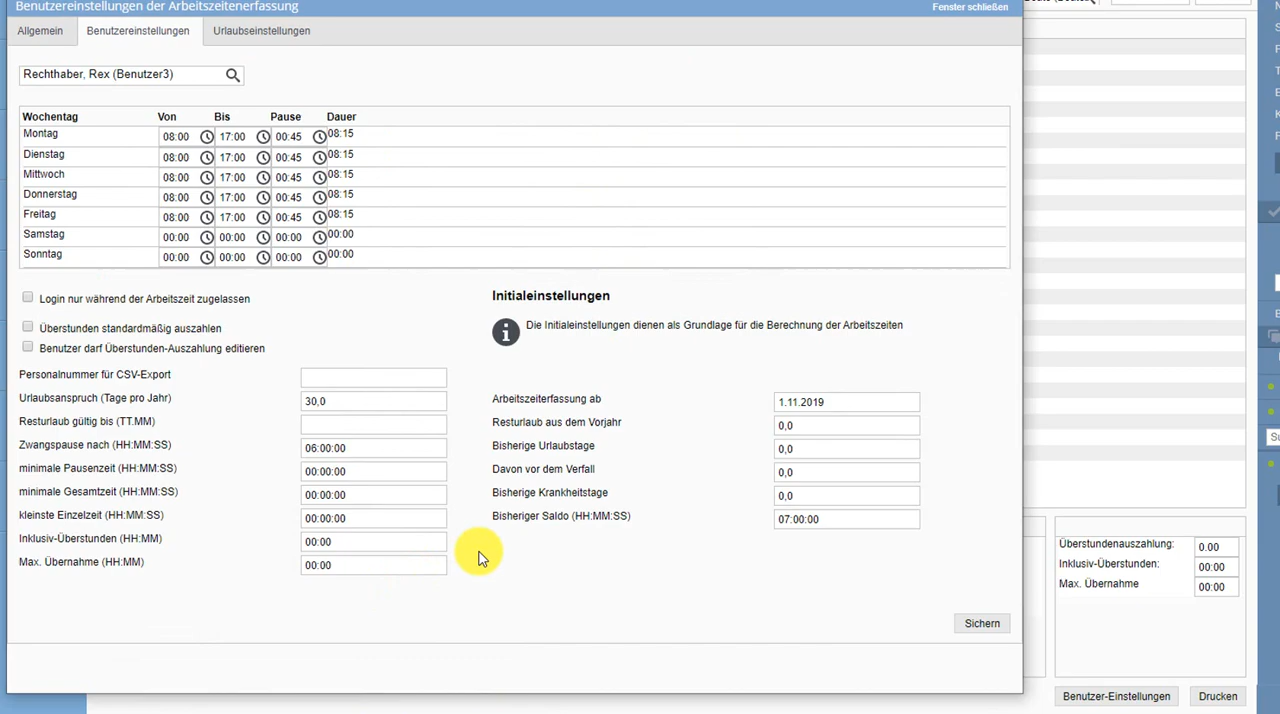 Benutzereinstellungen der Arbeitszeitenerfassung
Fenster schließen
Allgemein Benutzereinstellungen Urlaubseinstellungen
Rechthaber, Rex (Benutzer3)
Wochentag Von Bis Pause Dauer
Montag 08:00 17:00 00:45 08:15
Dienstag 08:00 17:00 00:45 08:15
Mittwoch 08:00 17:00 00:45 08:15
Donnerstag 08:00 17:00 00:45 08:15
Freitag 08:00 17:00 00:45 08:15
Samstag 00:00 00:00 00:00 00:00
Sonntag 00:00 00:00 00:00 00:00
Login nur während der Arbeitszeit zugelassen
Überstunden standardmäßig auszahlen
Benutzer darf Überstunden-Auszahlung editieren
Personalnummer für CSV-Export
Urlaubsanspruch (Tage pro Jahr) 30,0
Resturlaub gültig bis (TT.MM)
Zwangspause nach (HH:MM:SS) 06:00:00
minimale Pausenzeit (HH:MM:SS) 00:00:00
minimale Gesamtzeit (HH:MM:SS) 00:00:00
kleinste Einzelzeit (HH:MM:SS) 00:00:00
Inklusiv-Überstunden (HH:MM) 00:00
Max. Übernahme (HH:MM) 00:00
Initialeinstellungen
Die Initialeinstellungen dienen als Grundlage für die Berechnung der Arbeitszeiten
Arbeitszeiterfassung ab 1.11.2019
Resturlaub aus dem Vorjahr 0,0
Bisherige Urlaubstage 0,0
Davon vor dem Verfall 0,0
Bisherige Krankheitstage 0,0
Bisheriger Saldo (HH:MM:SS) 07:00:00
Sichern
Überstundenauszahlung: 0.00
Inklusiv-Überstunden: 00:00
Max. Übernahme 00:00
Benutzer-Einstellungen Drucken